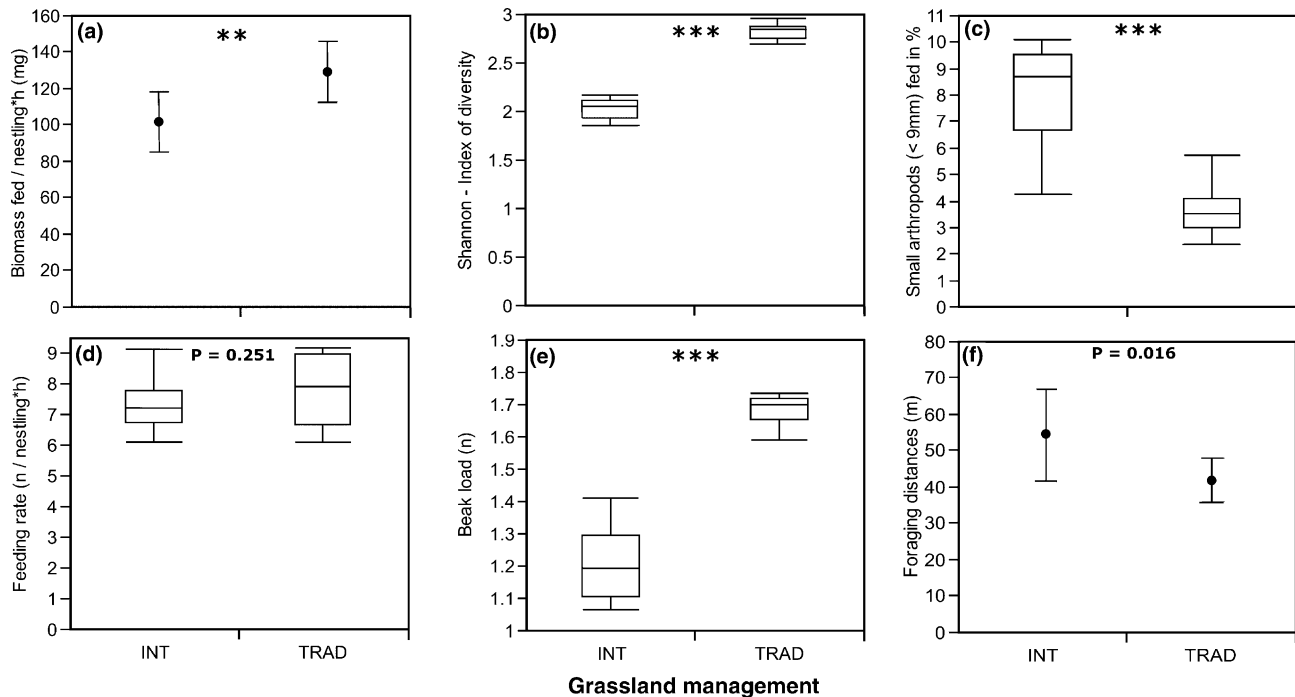 (a)
**
Biomass fed / nestling*h (mg)
160
140
120
100
80
60
40
20
0
(b)
***
Shannon - Index of diversity
3
2.5
2
1.5
1
0.5
0
(c)
***
Small arthropods (< 9mm) fed in %
11
10
9
8
7
6
5
4
3
2
1
0
(d)
P = 0.251
Feeding rate (n / nestling*h)
9
8
7
6
5
4
3
2
1
0
INT
TRAD
(e)
***
Beak load (n)
1.9
1.8
1.7
1.6
1.5
1.4
1.3
1.2
1.1
1
INT
TRAD
(f)
P = 0.016
Foraging distances (m)
80
70
60
50
40
30
20
10
0
INT
TRAD
Grassland management